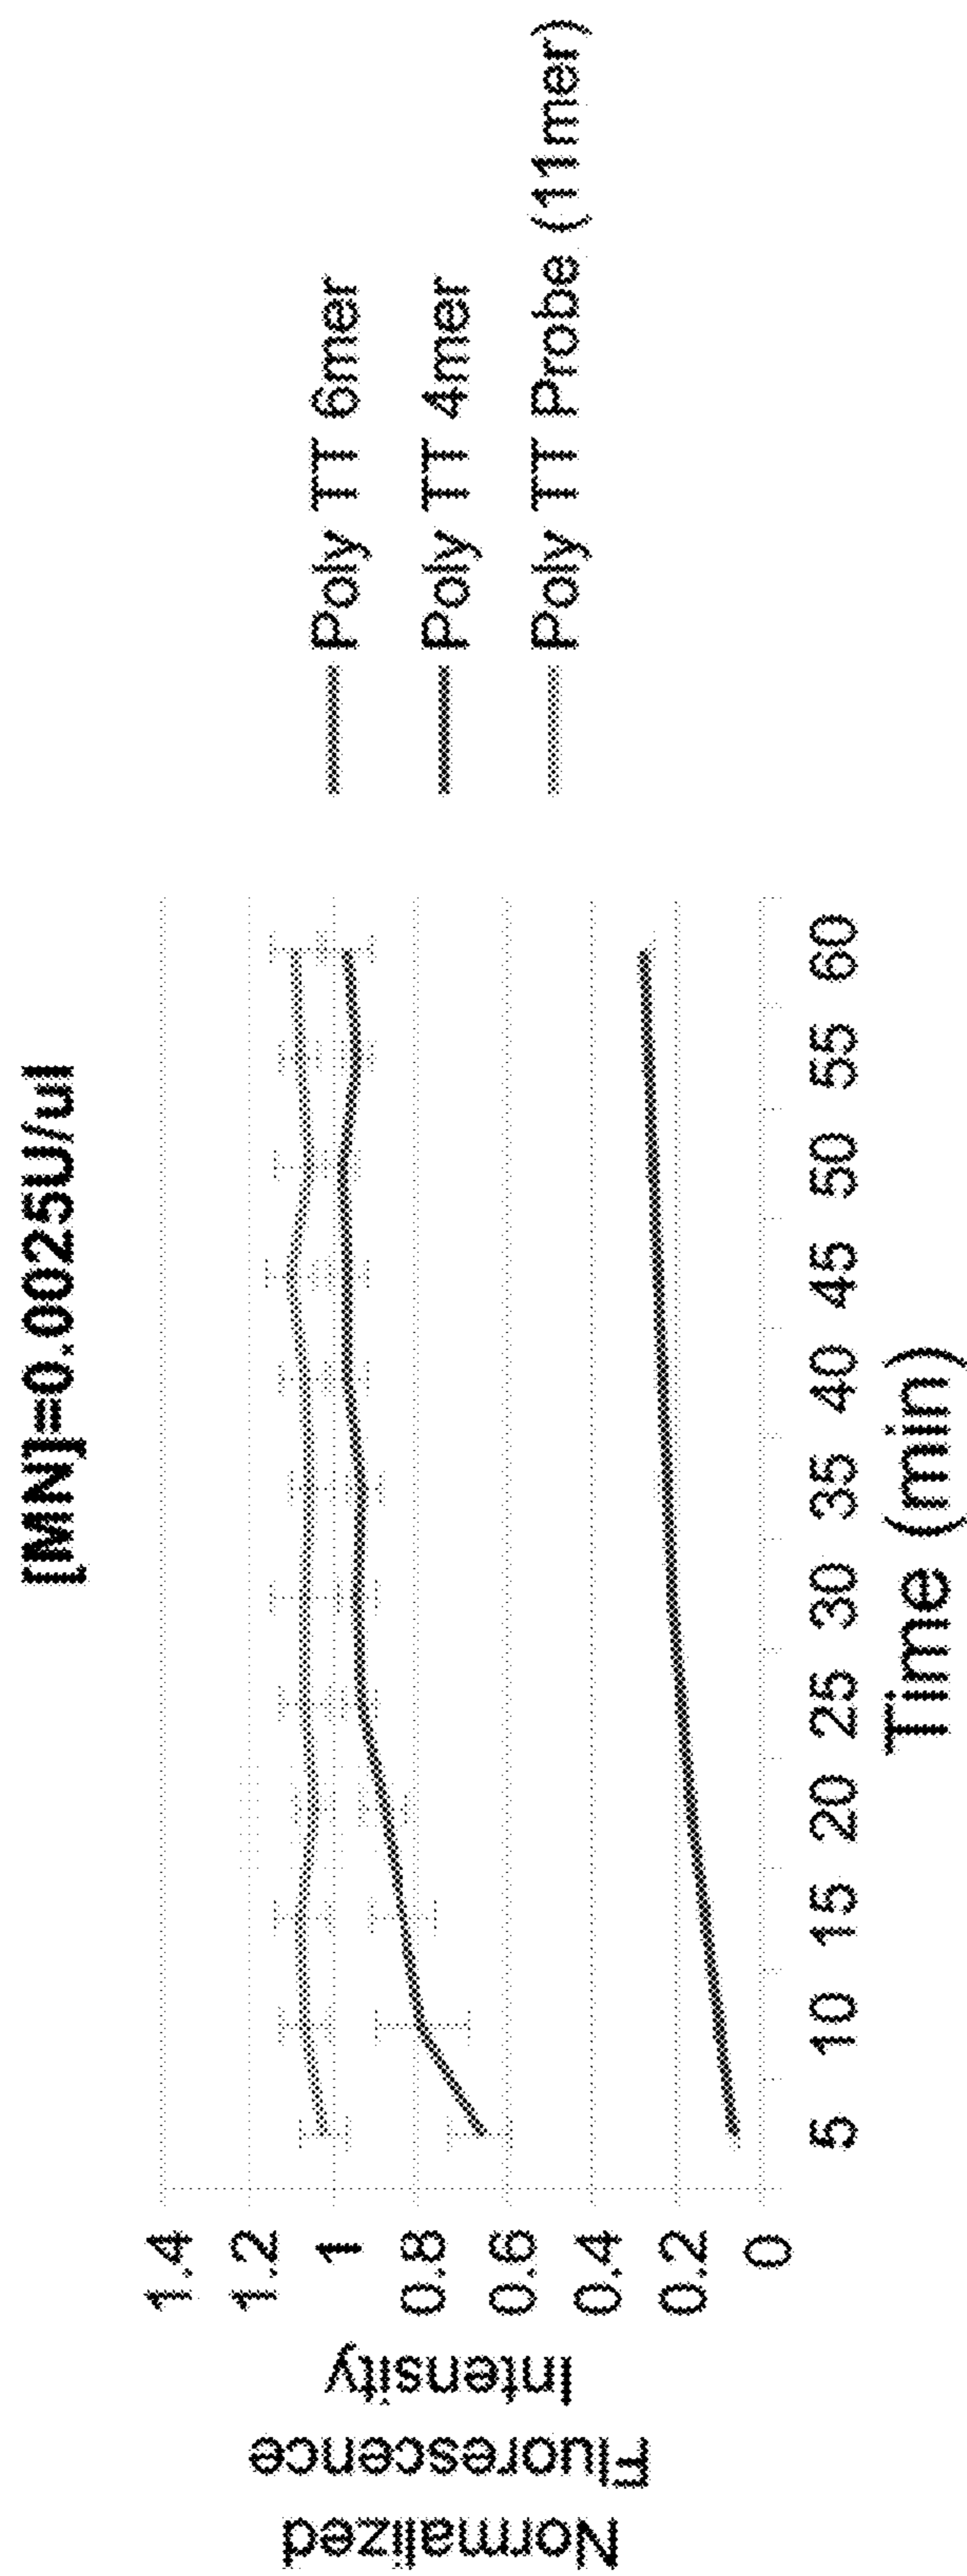 [MN]=0.0025U/ul
Normalized
Fluorescence
Intensity
1.4
1.2
1
0.8
0.6
0.4
0.2
0
5 10 15 20 25 30 35 40 45 50 55 60
Time (min)
Poly TT 6mer
Poly TT 4mer
Poly TT Probe (11mer)